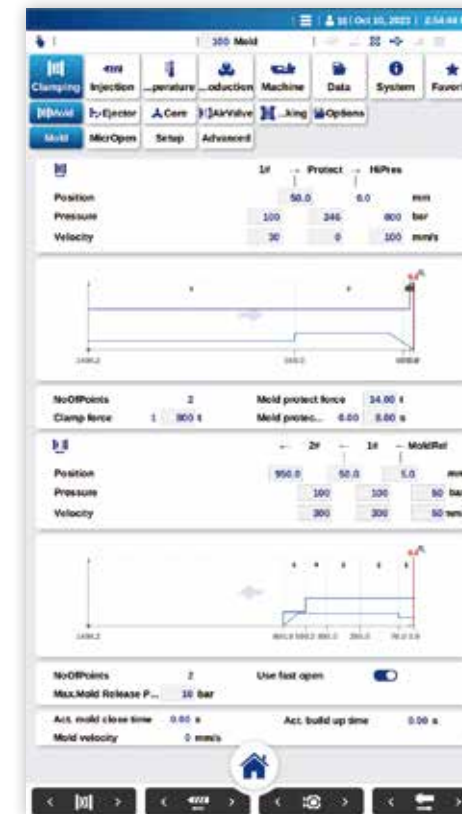 Oct 10, 2023
100 Mold
Clamping Injection ...perature ...oduction Machine Data System Favori
Mold Ejector Core AirValve ...king Options
Mold MicrOpen Setup Advanced
1# → Protect → HiPres
Position 50.0 6.0 mm
Pressure 100 246 800 bar
Velocity 30 0 100 mm/s
NoOfPoints 2 Mold protect force 34.00 t
Clamp force 1 800 t Mold protec... 0.00 8.00 s
← 2# ← 1# ← MoldRel
Position 950.0 50.0 5.0 mm
Pressure 100 100 50 bar
Velocity 300 300 50 mm/s
NoOfPoints 2 Use fast open
Max.Mold Release P... 10 bar
Act. mold close time 0.00 s Act. build up time 0.00 s
Mold velocity 0 mm/s